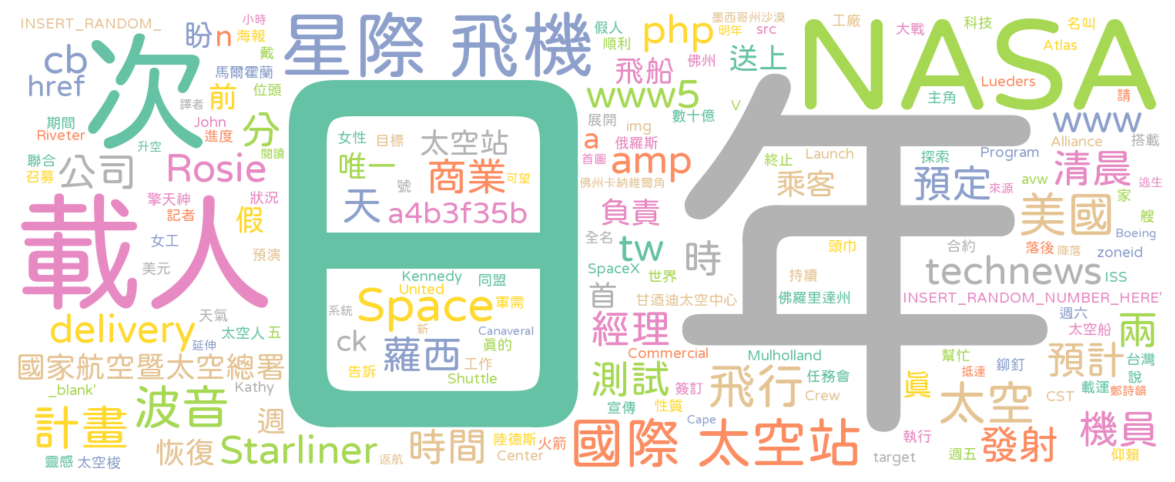 INSERT_RANDOM_
小時
海報
盼 n
戴
次
星際 飛機
假人
順利
墨西哥州沙漠
明年
src
php
佛州
飛船
送上
工廠
大戰
科技
名叫
Atlas
NASA
cb
href
馬爾霍蘭
位頭
譯者
前
www5
數十億
V
主角
Lueders
請
期間
Riveter
John
進度
分
升空
閱讀
女性
目標
太空站
唯一
商業
號
可望
展開
img
a
俄羅斯
首圖
amp
終止
Launch
探索
Program
www
Alliance
搭載
聯合
召募
公司
Rosie
擎天神
狀況
記者
假
天
a4b3f35b
佛州卡納維爾角
負責
乘客
預定
來源
清晨
avw
家
逃生
載人
女工
預演
美元
日
年
全名
tw
時
頭巾
合約
美國
艘
落後
降落
Boeing
zoneid
Kennedy
同盟
SpaceX
世界
首
持續
technews
ISS
United
Space
軍需
甘迺迪太空中心
佛羅里達州
INSERT_RANDOM_NUMBER_HERE'
天氣
delivery
太空人
五
延伸
系統
新
Canaveral
ck
蘿西
真的
工作
經理
週六
太空船
兩
國家航空暨太空總署
告訴
Shuttle
Commercial
Mulholland
幫忙
鉚釘
抵達
預計
台灣
說
_blank'
Kathy
波音
測試
簽訂
飛行
任務會
Crew
真
太空
CST
載運
鄭詩韻
計畫
週
宣傳
性質
Cape
機員
靈感
太空梭
恢復
Starliner
返航
時間
陸德斯
Center
火箭
國際 太空站
target
執行
週五
發射
仰賴